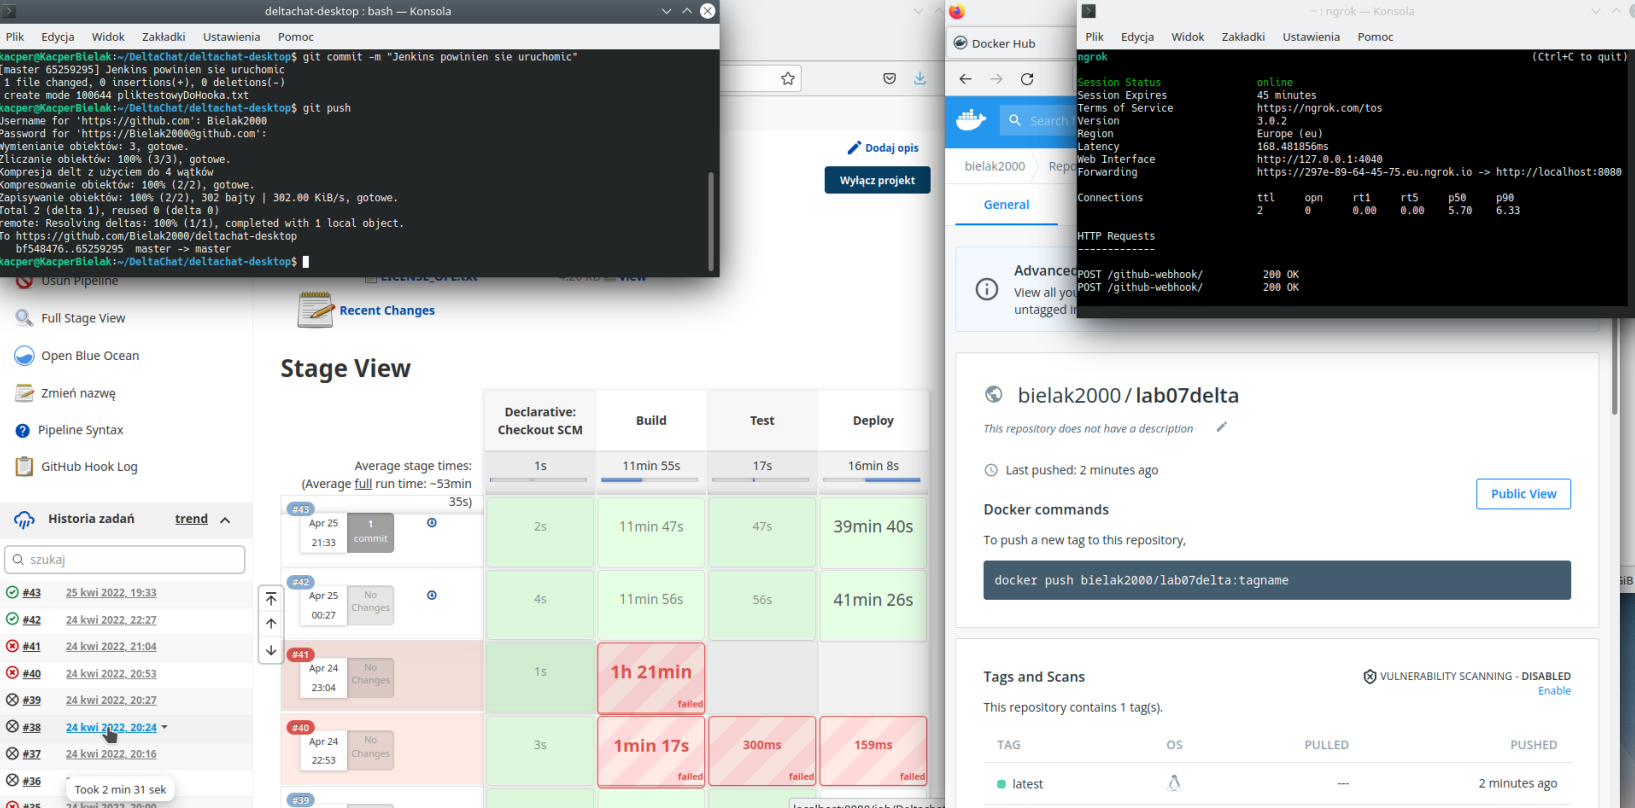 deltachat-desktop : bash — Konsola
Plik Edycja Widok Zakładki Ustawienia Pomoc
kacper@KacperBielak:~/DeltaChat/deltachat-desktop$ git commit -m "Jenkins powinien sie uruchomic"
[master 65259295] Jenkins powinien sie uruchomic
1 file changed, 0 insertions(+), 0 deletions(-)
create mode 100644 pliktestowyDoHooka.txt
kacper@KacperBielak:~/DeltaChat/deltachat-desktop$ git push
Username for 'https://github.com': Bielak2000
Password for 'https://Bielak2000@github.com':
Wymienianie obiektów: 3, gotowe.
Zliczanie obiektów: 100% (3/3), gotowe.
Kompresja delt z użyciem do 4 wątków
Kompresowanie obiektów: 100% (2/2), gotowe.
Zapisywanie obiektów: 100% (2/2), 302 bajty | 302.00 KiB/s, gotowe.
Total 2 (delta 1), reused 0 (delta 0)
remote: Resolving deltas: 100% (1/1), completed with 1 local object.
To https://github.com/Bielak2000/deltachat-desktop
bf548476..65259295 master -> master
kacper@KacperBielak:~/DeltaChat/deltachat-desktop$
Dodaj opis
Wyłącz projekt
Usuń Pipeline
Full Stage View
Open Blue Ocean
Zmień nazwę
Pipeline Syntax
GitHub Hook Log
Historia zadań trend
szukaj
#43 25 kwi 2022, 19:33
#42 24 kwi 2022, 22:27
#41 24 kwi 2022, 21:04
#40 24 kwi 2022, 20:53
#39 24 kwi 2022, 20:27
#38 24 kwi 2022, 20:24
#37 24 kwi 2022, 20:16
#36
Took 2 min 31 sek
#35 24 kwi 2022, 20:00
Recent Changes
Stage View
Declarative: Checkout SCM Build Test Deploy
Average stage times: 1s 11min 55s 17s 16min 8s
(Average full run time: ~53min
35s)
#43
Apr 25 21:33 1 commit 2s 11min 47s 47s 39min 40s
#42
Apr 25 00:27 No Changes 4s 11min 56s 56s 41min 26s
#41
Apr 24 23:04 No Changes 1s 1h 21min failed
#40
Apr 24 22:53 No Changes 3s 1min 17s failed 300ms failed 159ms failed
#39
Docker Hub
Search
bielak2000
General
View all
untagged
bielak2000 / lab07delta
This repository does not have a description
Last pushed: 2 minutes ago
Public View
Docker commands
To push a new tag to this repository,
docker push bielak2000/lab07delta:tagname
Tags and Scans
VULNERABILITY SCANNING - DISABLED
Enable
This repository contains 1 tag(s).
TAG OS PULLED PUSHED
latest --- 2 minutes ago
~ : ngrok — Konsola
Plik Edycja Widok Zakładki Ustawienia Pomoc
ngrok (Ctrl+C to quit)
Session Status online
Session Expires 45 minutes
Terms of Service https://ngrok.com/tos
Version 3.0.2
Region Europe (eu)
Latency 168.481856ms
Web Interface http://127.0.0.1:4040
Forwarding https://297e-89-64-45-75.eu.ngrok.io -> http://localhost:8080
Connections ttl opn rt1 rt5 p50 p90
2 0 0.00 0.00 5.70 6.33
HTTP Requests
-------------
POST /github-webhook/ 200 OK
POST /github-webhook/ 200 OK